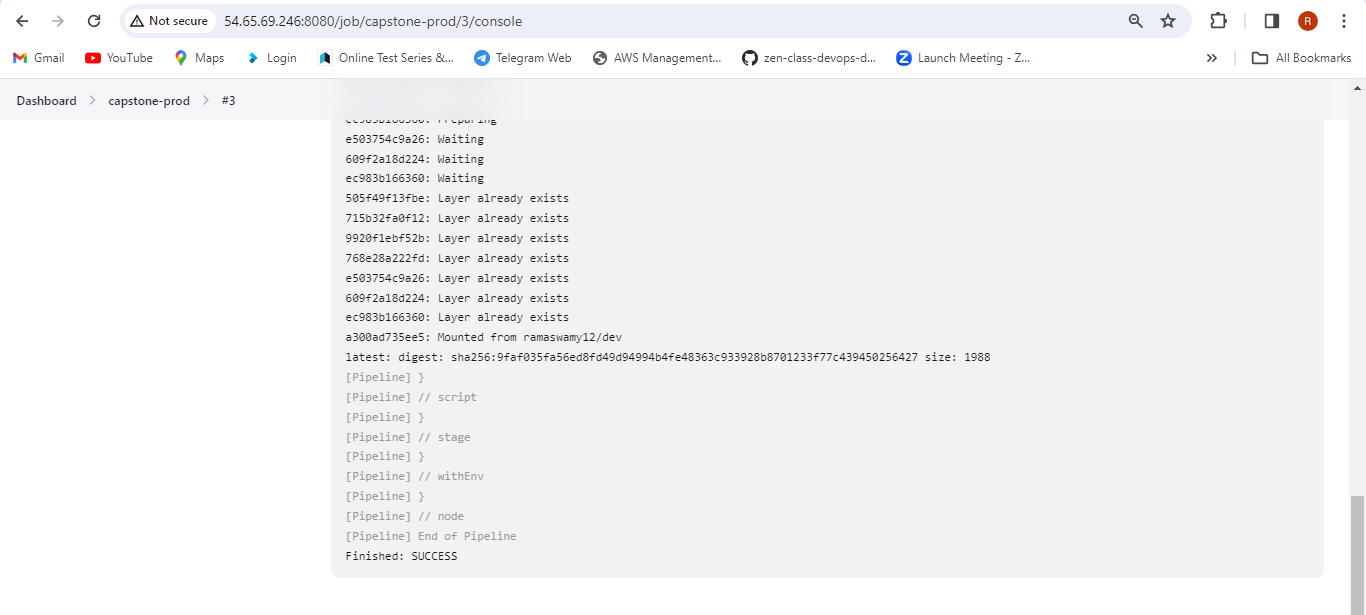 Not secure 54.65.69.246:8080/job/capstone-prod/3/console R
Gmail YouTube Maps Login Online Test Series &... Telegram Web AWS Management... zen-class-devops-d... Launch Meeting - Z... » All Bookmarks
Dashboard > capstone-prod > #3
ec983b166360: Preparing
e503754c9a26: Waiting
609f2a18d224: Waiting
ec983b166360: Waiting
505f49f13fbe: Layer already exists
715b32fa0f12: Layer already exists
9920f1ebf52b: Layer already exists
768e28a222fd: Layer already exists
e503754c9a26: Layer already exists
609f2a18d224: Layer already exists
ec983b166360: Layer already exists
a300ad735ee5: Mounted from ramaswamy12/dev
latest: digest: sha256:9faf035fa56ed8fd49d94994b4fe48363c933928b8701233f77c439450256427 size: 1988
[Pipeline] }
[Pipeline] // script
[Pipeline] }
[Pipeline] // stage
[Pipeline] }
[Pipeline] // withEnv
[Pipeline] }
[Pipeline] // node
[Pipeline] End of Pipeline
Finished: SUCCESS